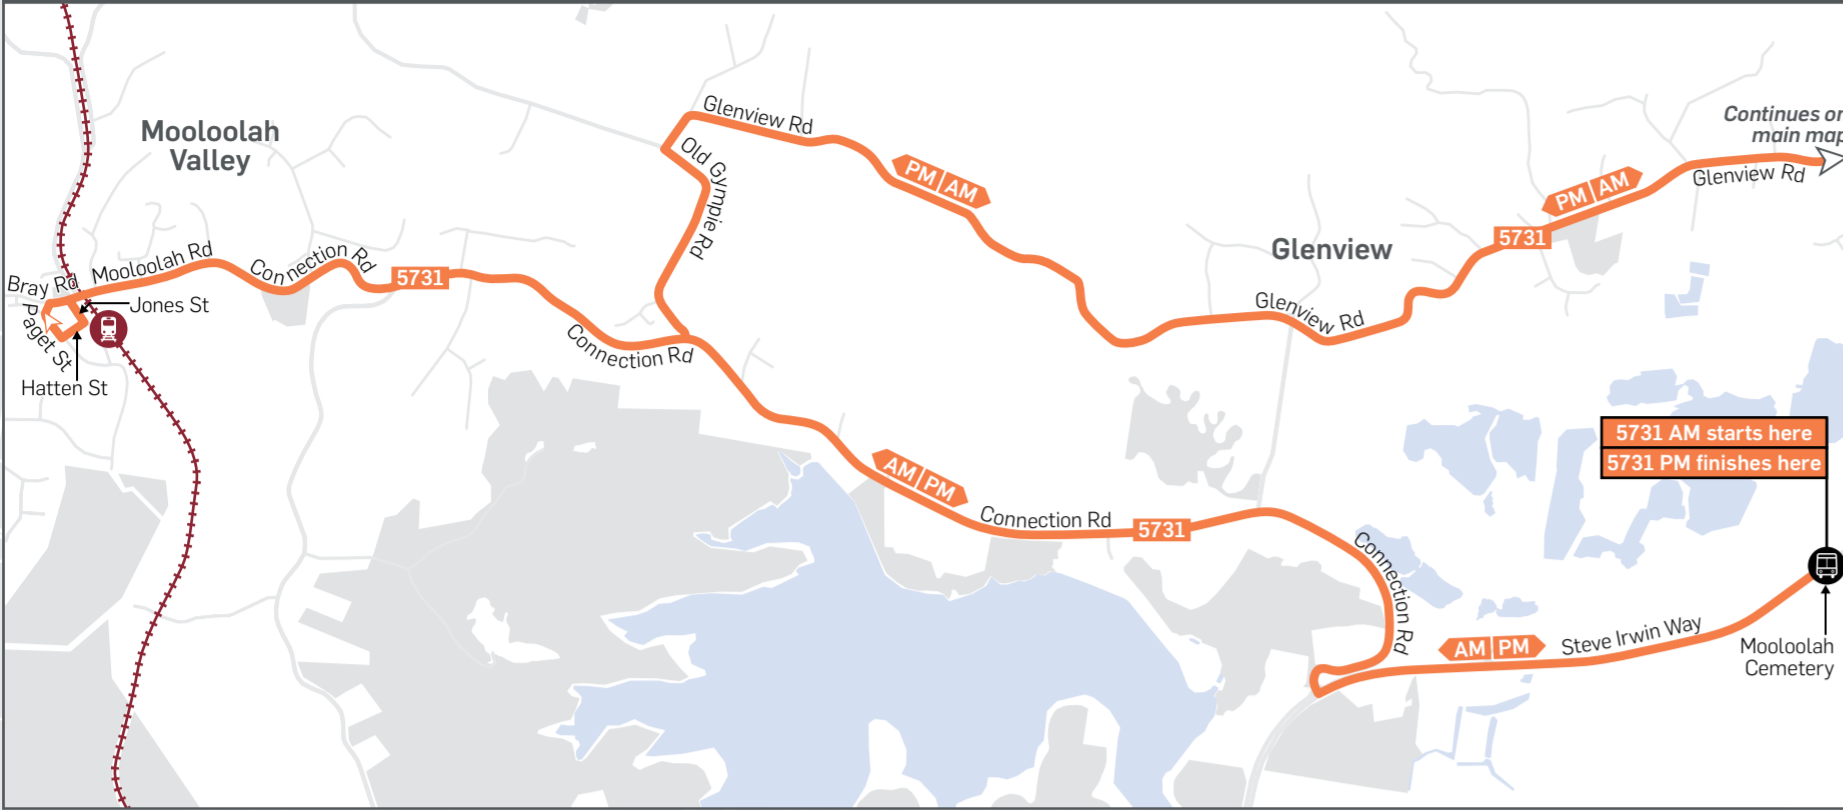 Continues on
main map
Mooloolah
Valley
Glenview Rd
Old Gympie Rd
PM AM
PM AM
Glenview Rd
5731
Glenview
Mooloolah Rd
Connection Rd
5731
Bray Rd
Jones St
Paget St
Hatten St
Connection Rd
Glenview Rd
5731 AM starts here
5731 PM finishes here
AM PM
Connection Rd
5731
Connection Rd
AM PM
Steve Irwin Way
Mooloolah
Cemetery